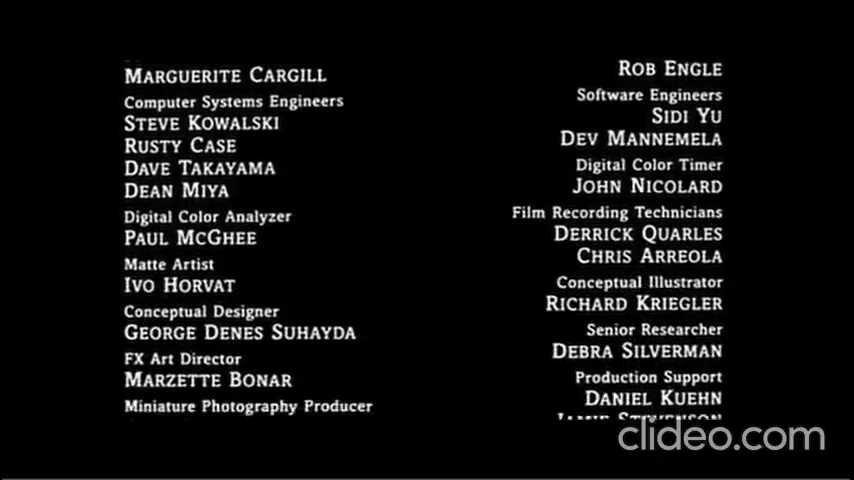 MARGUERITE CARGILL
Computer Systems Engineers
STEVE KOWALSKI
RUSTY CASE
DAVE TAKAYAMA
DEAN MIYA
Digital Color Analyzer
PAUL MCGHEE
Matte Artist
IVO HORVAT
Conceptual Designer
GEORGE DENES SUHAYDA
FX Art Director
MARZETTE BONAR
Miniature Photography Producer
ROB ENGLE
Software Engineers
SIDI YU
DEV MANNEMELA
Digital Color Timer
JOHN NICOLARD
Film Recording Technicians
DERRICK QUARLES
CHRIS ARREOLA
Conceptual Illustrator
RICHARD KRIEGLER
Senior Researcher
DEBRA SILVERMAN
Production Support
DANIEL KUEHN
JAMIE STEVENSON
clideo.com